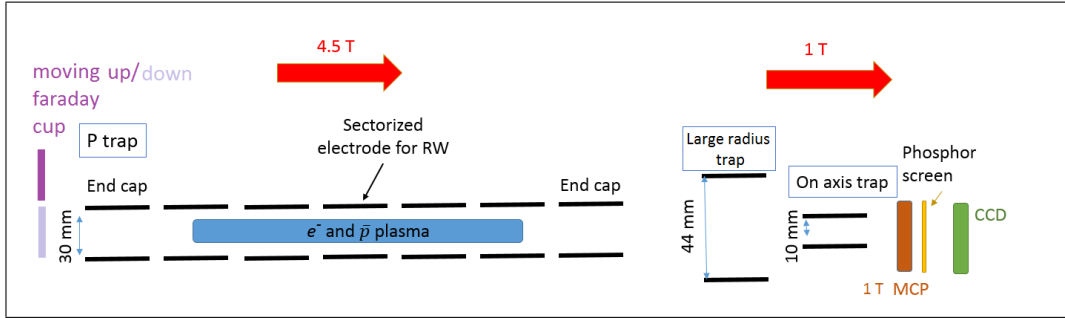 4.5 T
1 T
moving up/down
faraday
cup
P trap
Sectorized
electrode for RW
Large radius
trap
Phosphor
screen
End cap
End cap
On axis trap
30 mm
e⁻ and p̄ plasma
44 mm
10 mm
CCD
1 T MCP